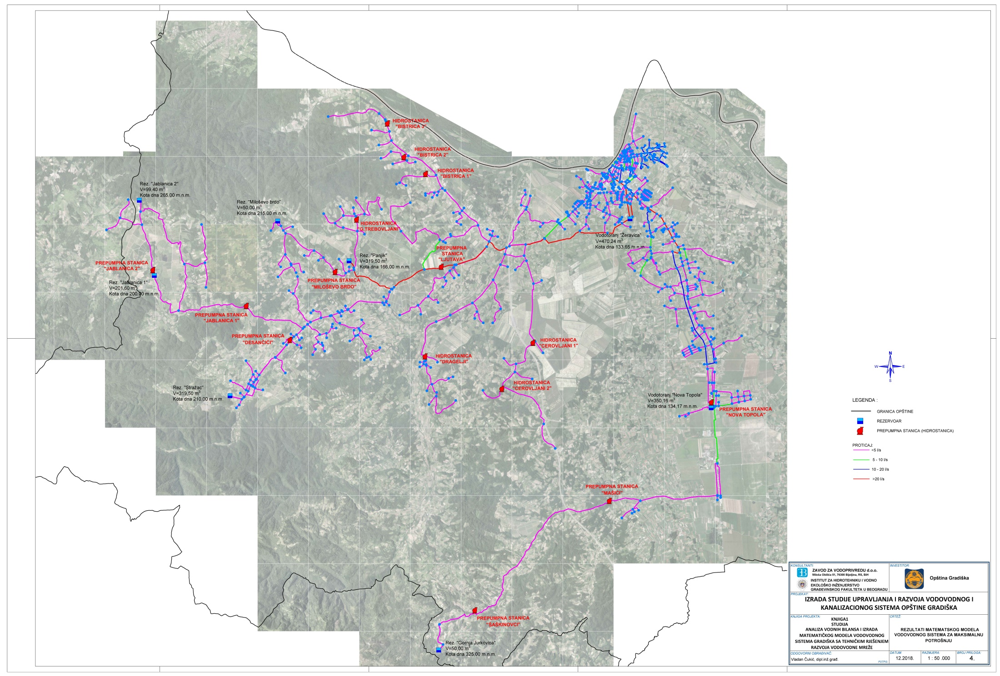 HIDROSTANICA
"BISTRICA 3"
HIDROSTANICA
"BISTRICA 2"
HIDROSTANICA
"BISTRICA 1"
Rez. "Jablanica 2"
V=99,40 m³
Kota dna 265,00 m.n.m.
Rez. "Miloševo brdo"
V=50,00 m³
Kota dna 215,00 m.n.m.
HIDROSTANICA
"G.TREBOVLJANI"
Vodotoranj "Žeravica"
V=470,24 m³
Kota dna 133,65 m.n.m.
PREPUMPNA
STANICA
"LJUTAVA"
Rez. "Panjik"
V=319,50 m³
Kota dna 166,00 m.n.m.
PREPUMPNA STANICA
"JABLANICA 2"
Rez. "Jablanica 1"
V=201,60 m³
Kota dna 200,00 m.n.m.
PREPUMPNA STANICA
"MILOŠEVO BRDO"
PREPUMPNA STANICA
"JABLANICA 1"
PREPUMPNA STANICA
"DESANČIĆI"
HIDROSTANICA
"CEROVLJANI 1"
HIDROSTANICA
"DRAGELJI"
HIDROSTANICA
"CEROVLJANI 2"
Rez. "Stražac"
V=319,50 m³
Kota dna 210,00 m.n.m.
Vodotoranj "Nova Topola"
V=350,16 m³
Kota dna 134,17 m.n.m.
PREPUMPNA STANICA
"NOVA TOPOLA"
PREPUMPNA STANICA
"MAŠIĆI"
PREPUMPNA STANICA
"ŠAŠKINOVCI"
Rez. "Gornja Jurkovica"
V=50,00 m³
Kota dna 325,00 m.n.m.
N
W E
S
LEGENDA :
GRANICA OPŠTINE
REZERVOAR
PREPUMPNA STANICA (HIDROSTANICA)
PROTICAJ:
<5 l/s
5 - 10 l/s
10 - 20 l/s
>20 l/s
KONSULTANTI:
ZAVOD ZA VODOPRIVREDU d.o.o.
Miloša Obilića 51, 76300 Bijeljina, RS, BiH
INSTITUT ZA HIDROTEHNIKU I VODNO
EKOLOŠKO INŽENJERSTVO
GRAĐEVINSKOG FAKULTETA U BEOGRADU
INVESTITOR:
Opština Gradiška
PROJEKAT:
IZRADA STUDIJE UPRAVLJANJA I RAZVOJA VODOVODNOG I
KANALIZACIONOG SISTEMA OPŠTINE GRADIŠKA
KNJIGA PROJEKTA:
KNJIGA1
STUDIJA
ANALIZA VODNIH BILANSA I IZRADA
MATEMATIČKOG MODELA VODOVODNOG
SISTEMA GRADIŠKA SA TEHNIČKIM RJEŠENJEM
RAZVOJA VODOVODNE MREŽE
CRTEŽ:
REZULTATI MATEMATSKOG MODELA
VODOVODNOG SISTEMA ZA MAKSIMALNU
POTROŠNJU
ODGOVORNI OBRAĐIVAČ:
Vladan Čukić, dipl.inž.građ.
POTPIS:
DATUM:
12.2018.
RAZMJERA:
1 : 50 .000
BROJ PRILOGA:
4.